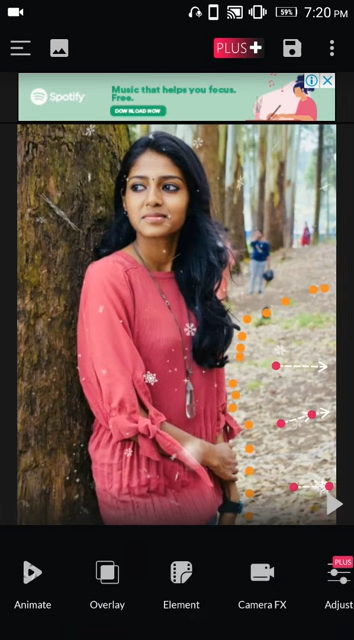 59%
7:20 PM
PLUS+
Spotify
Music that helps you focus.
Free.
DOWNLOAD NOW
Animate
Overlay
Element
Camera FX
PLUS
Adjust